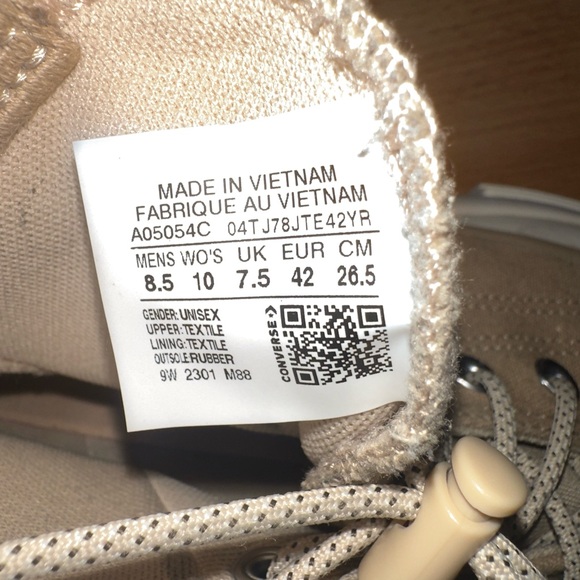 MADE IN VIETNAM
FABRIQUE AU VIETNAM
A05054C 04TJ78JTE42YR
MENS WO'S UK EUR CM
8.5 10 7.5 42 26.5
GENDER: UNISEX
UPPER: TEXTILE
LINING: TEXTILE
OUTSOLE: RUBBER
9W 2301 M88
CONVERSE